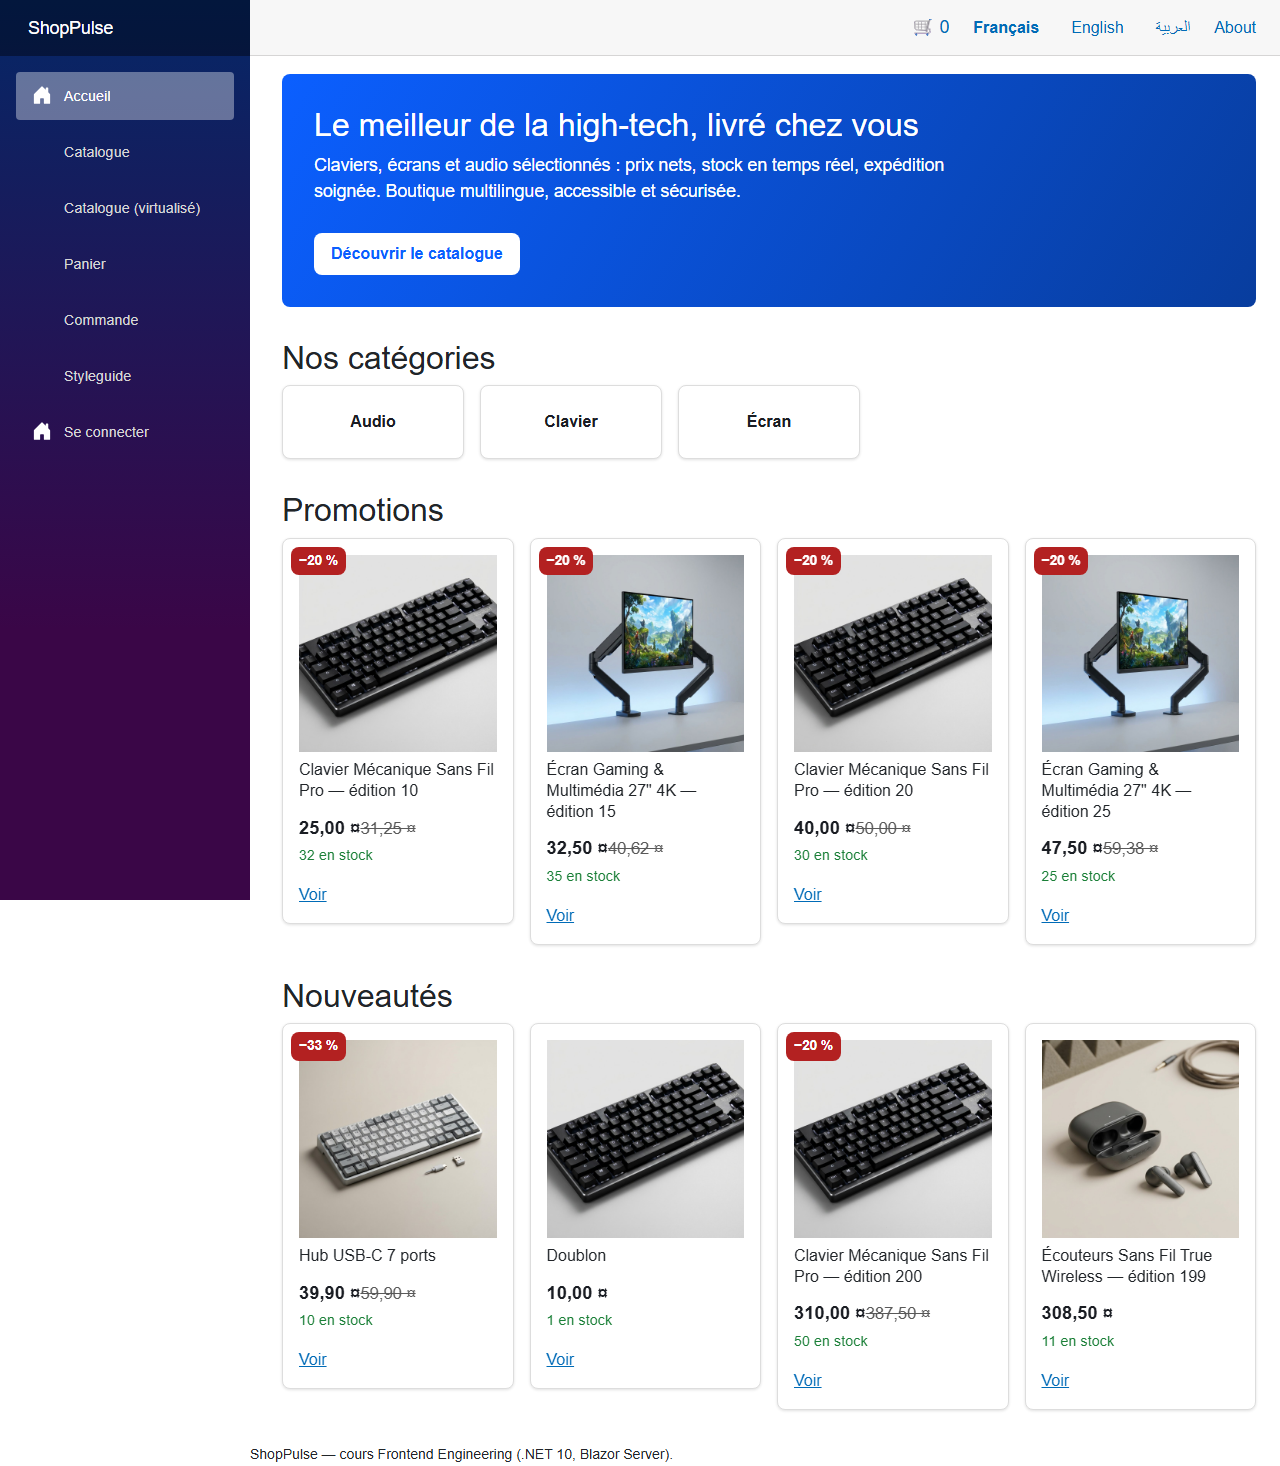 ShopPulse
🛒 0 Français English العربية About
Accueil
Catalogue
Catalogue (virtualisé)
Panier
Commande
Styleguide
Se connecter
Le meilleur de la high-tech, livré chez vous
Claviers, écrans et audio sélectionnés : prix nets, stock en temps réel, expédition
soignée. Boutique multilingue, accessible et sécurisée.
Découvrir le catalogue
Nos catégories
Audio
Clavier
Écran
Promotions
−20 %
Clavier Mécanique Sans Fil
Pro — édition 10
25,00 ¤31,25 ¤
32 en stock
Voir
−20 %
Écran Gaming &
Multimédia 27" 4K —
édition 15
32,50 ¤40,62 ¤
35 en stock
Voir
−20 %
Clavier Mécanique Sans Fil
Pro — édition 20
40,00 ¤50,00 ¤
30 en stock
Voir
−20 %
Écran Gaming &
Multimédia 27" 4K —
édition 25
47,50 ¤59,38 ¤
25 en stock
Voir
Nouveautés
−33 %
Hub USB-C 7 ports
39,90 ¤59,90 ¤
10 en stock
Voir
Doublon
10,00 ¤
1 en stock
Voir
−20 %
Clavier Mécanique Sans Fil
Pro — édition 200
310,00 ¤387,50 ¤
50 en stock
Voir
Écouteurs Sans Fil True
Wireless — édition 199
308,50 ¤
11 en stock
Voir
ShopPulse — cours Frontend Engineering (.NET 10, Blazor Server).